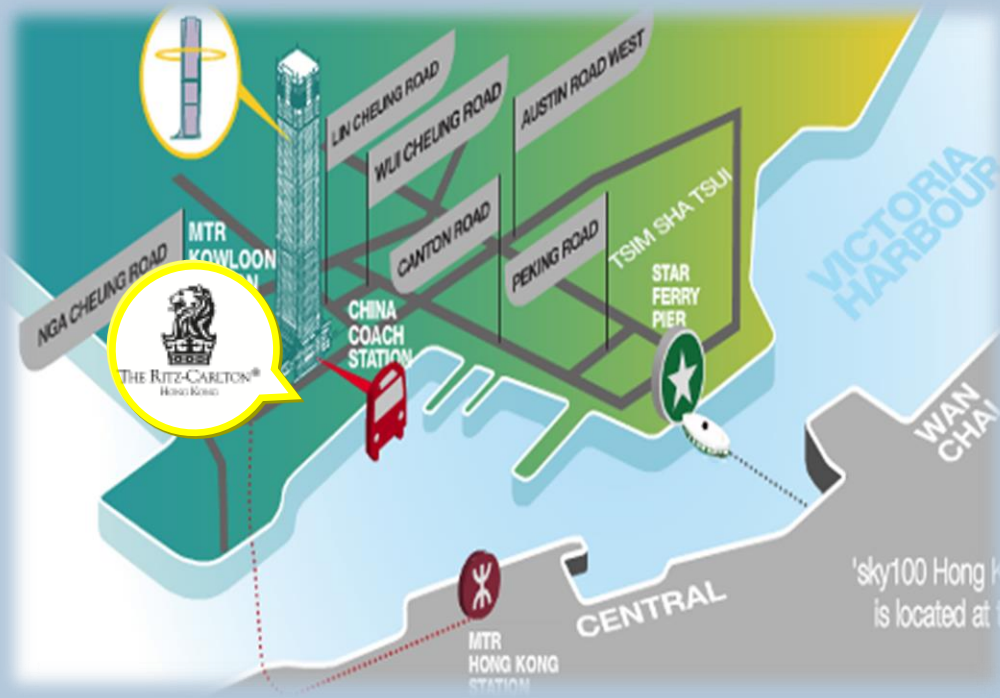 LIN CHEUNG ROAD
WUI CHEUNG ROAD
AUSTIN ROAD WEST
CANTON ROAD
PEKING ROAD
TSIM SHA TSUI
NGA CHEUNG ROAD
MTR
KOWLOON
THE RITZ-CARLTON®
HONG KONG
CHINA
COACH
STATION
STAR
FERRY
PIER
VICTORIA
HARBOUR
WAN
CHAI
CENTRAL
MTR
HONG KONG
STATION
'sky100 Hong
is located at